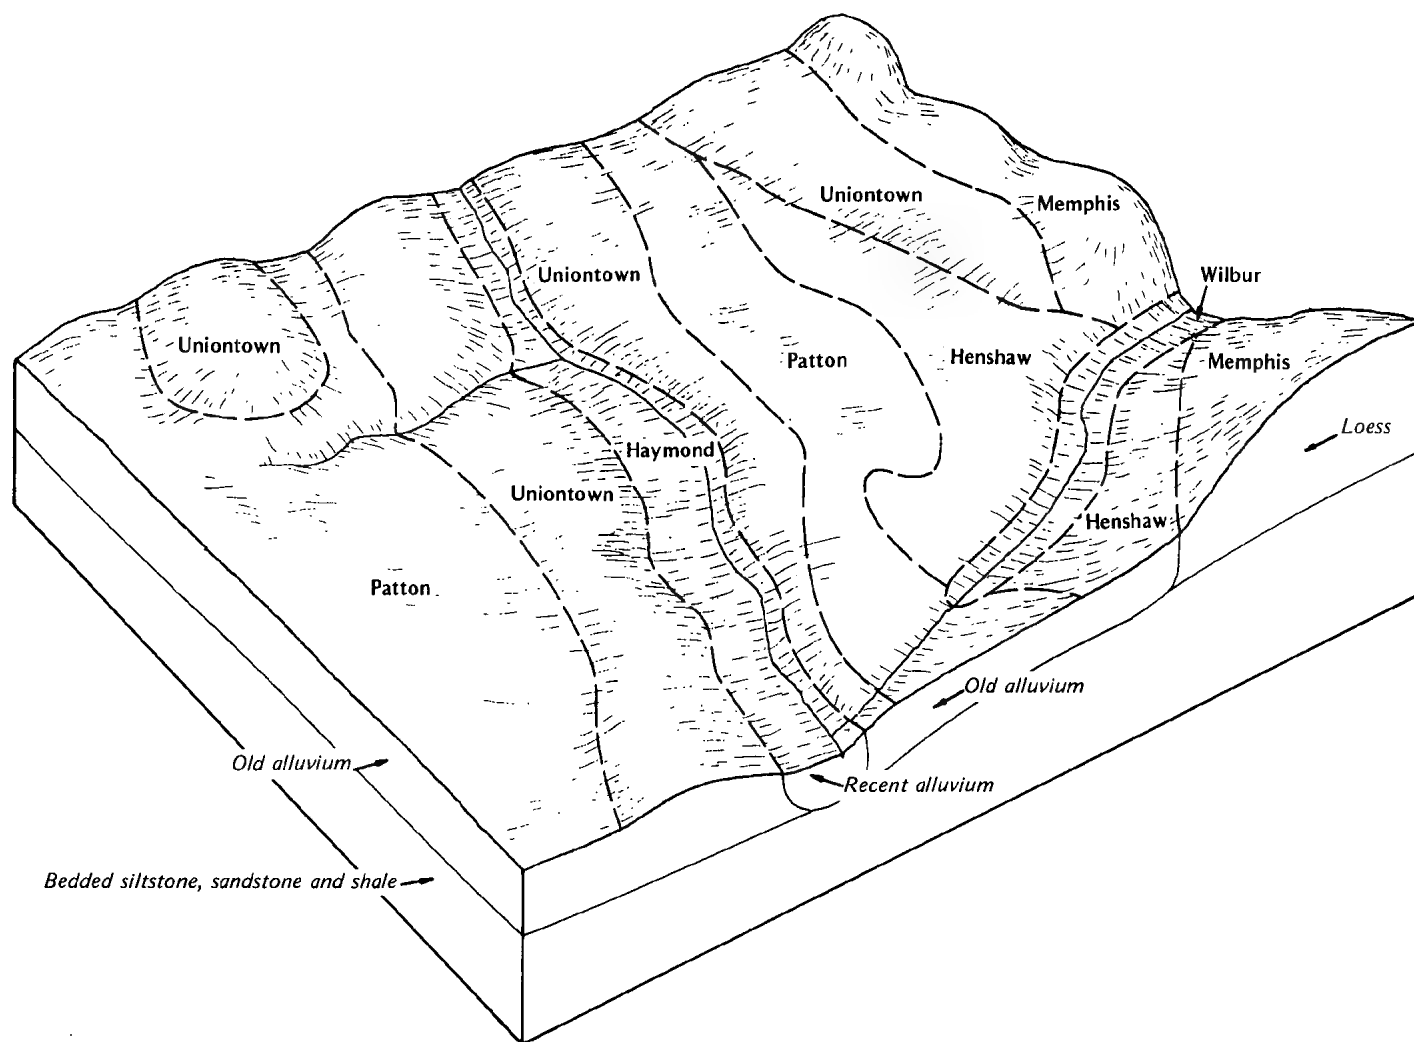 Uniontown
Memphis
Wilbur
Uniontown
Uniontown
Patton
Henshaw
Memphis
Loess
Haymond
Uniontown
Henshaw
Patton
Old alluvium
Old alluvium
Recent alluvium
Bedded siltstone, sandstone and shale